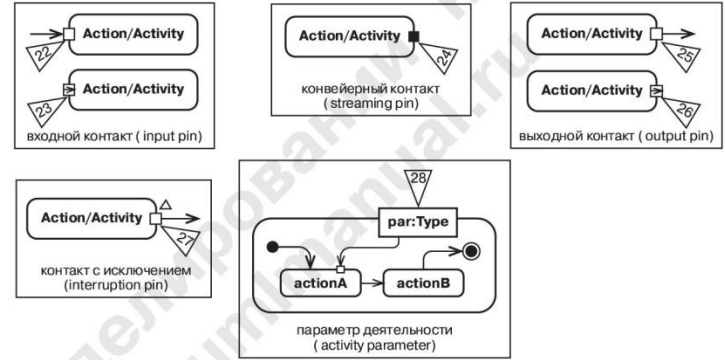 Action/Activity
22
Action/Activity
23
входной контакт ( input pin)
Action/Activity
24
конвейерный контакт
( streaming pin)
Action/Activity
25
Action/Activity
26
выходной контакт ( output pin)
Action/Activity
27
контакт с исключением
(interruption pin)
28
par:Type
actionA
actionB
параметр деятельности
( activity parameter)